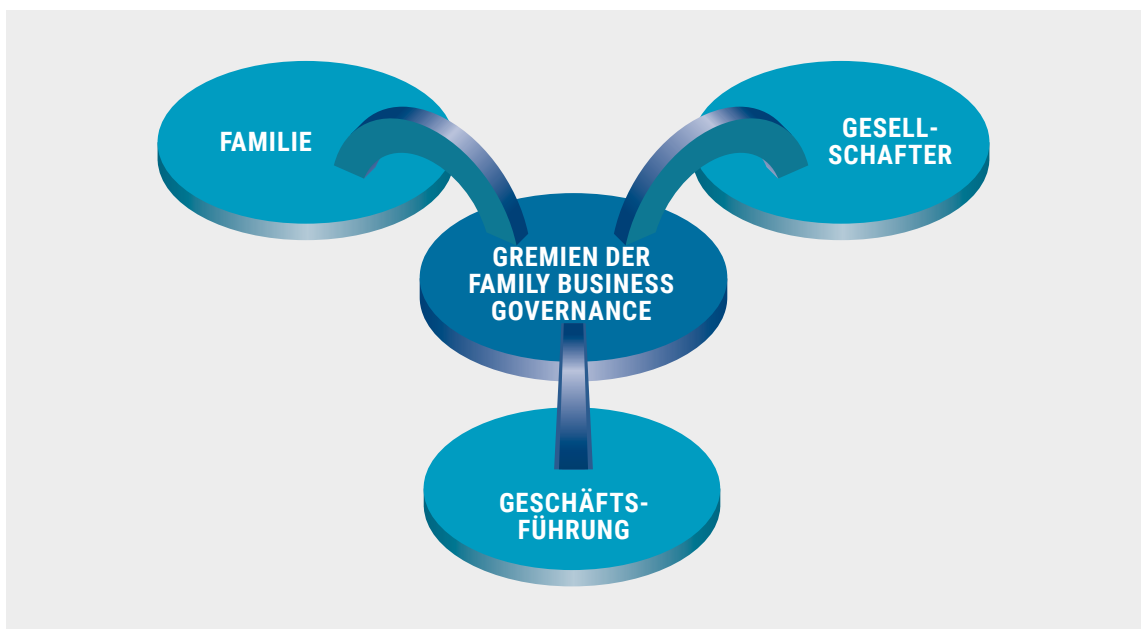 FAMILIE
GESELL-
SCHAFTER
GREMIEN DER
FAMILY BUSINESS
GOVERNANCE
GESCHÄFTS-
FÜHRUNG